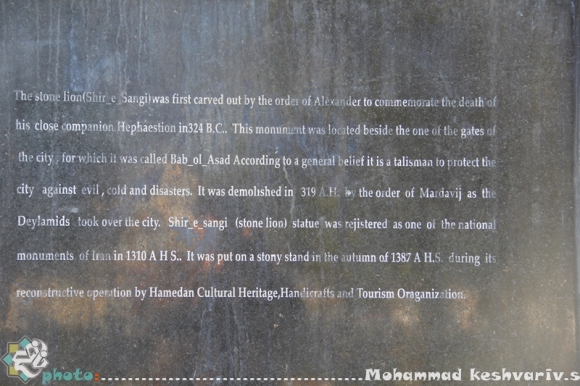 The stone lion(Shir_e_Sangi)was first carved out by the order of Alexander to commemorate the death of
his close companion Hephaestion in324 B.C.. This monument was located beside the one of the gates of
the city , for which it was called Bab_ol_Asad According to a general belief it is a talisman to protect the
city against evil , cold and disasters. It was demolished in 319 A.H. by the order of Mardavij as the
Deylamids took over the city. Shir_e_sangi (stone lion) statue was rejistered as one of the national
monuments of Iran in 1310 A H S.. It was put on a stony stand in the autumn of 1387 A H.S. during its
reconstructive operation by Hamedan Cultural Heritage,Handicrafts and Tourism Oraganization.
photo:
Mohammad keshvariv.s